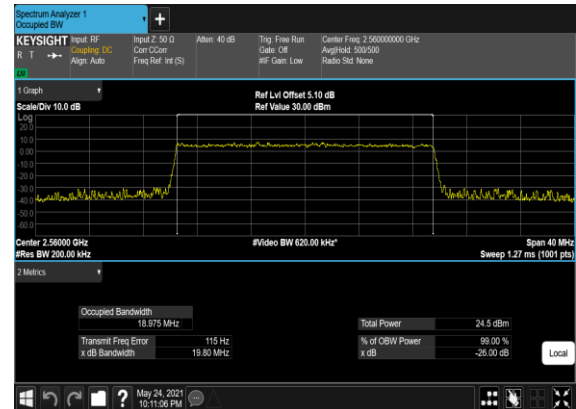 Spectrum Analyzer 1
Occupied BW
+
KEYSIGHT Input: RF Input Z: 50 Ω Atten: 40 dB Trig: Free Run Center Freq: 2.560000000 GHz
R T Coupling: DC Corr CCorr Gate: Off Avg|Hold: 500/500
Align: Auto Freq Ref: Int (S) #IF Gain: Low Radio Std: None
1 Graph
Ref Lvl Offset 5.10 dB
Scale/Div 10.0 dB Ref Value 30.00 dBm
Log
20.0
10.0
0.00
-10.0
-20.0
-30.0
-40.0
-50.0
-60.0
Center 2.56000 GHz #Video BW 620.00 kHz* Span 40 MHz
#Res BW 200.00 kHz Sweep 1.27 ms (1001 pts)
2 Metrics
Occupied Bandwidth
18.975 MHz Total Power 24.5 dBm
Transmit Freq Error 115 Hz % of OBW Power 99.00 %
x dB Bandwidth 19.80 MHz x dB -26.00 dB
Local
? May 24, 2021
10:11:06 PM